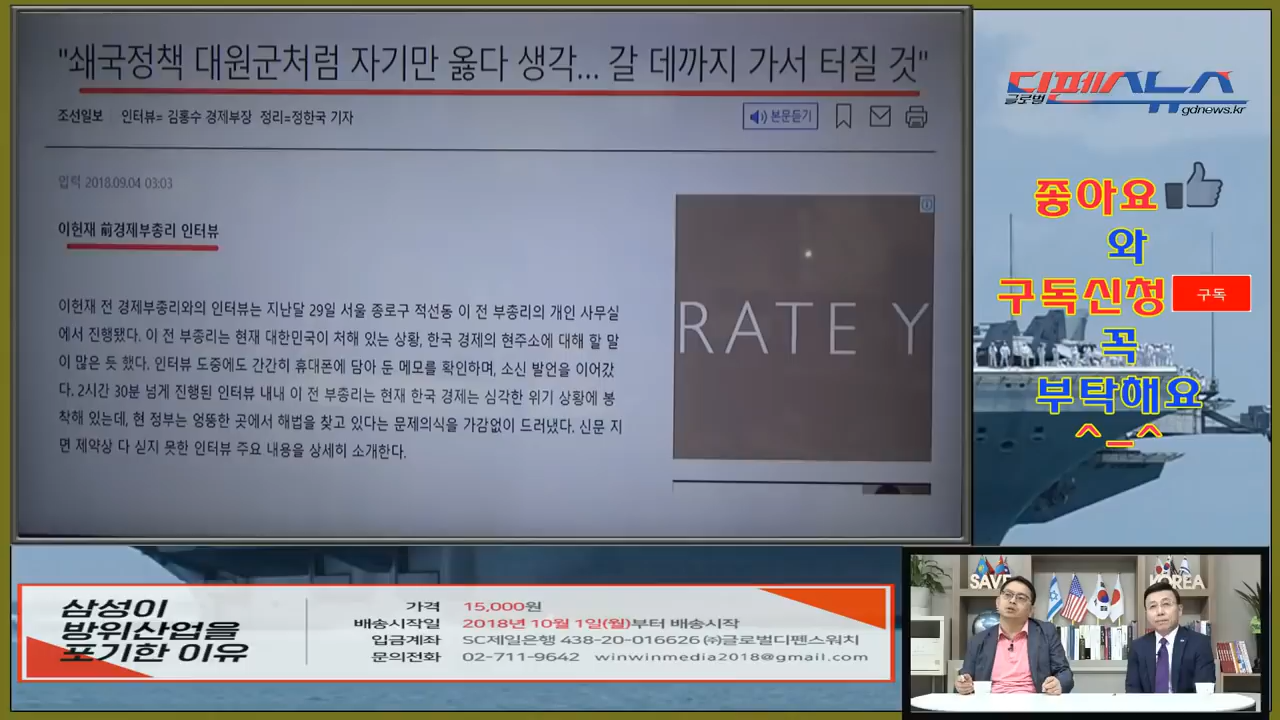 "쇄국정책 대원군처럼 자기만 옳다 생각... 갈 데까지 가서 터질 것"
조선일보 인터뷰= 김홍수 경제부장 정리=정한국 기자
본문듣기
입력 2018.09.04 03:03
이헌재 前경제부총리 인터뷰
이헌재 전 경제부총리와의 인터뷰는 지난달 29일 서울 종로구 적선동 이 전 부총리의 개인 사무실
에서 진행됐다. 이 전 부총리는 현재 대한민국이 처해 있는 상황, 한국 경제의 현주소에 대해 할 말
이 많은 듯 했다. 인터뷰 도중에도 간간히 휴대폰에 담아 둔 메모를 확인하며, 소신 발언을 이어갔
다. 2시간 30분 넘게 진행된 인터뷰 내내 이 전 부총리는 현재 한국 경제는 심각한 위기 상황에 봉
착해 있는데, 현 정부는 엉뚱한 곳에서 해법을 찾고 있다는 문제의식을 가감없이 드러냈다. 신문 지
면 제약상 다 싣지 못한 인터뷰 주요 내용을 상세히 소개한다.
RATE Y
글로벌 디펜스뉴스
gdnews.kr
좋아요
와
구독신청 구독
꼭
부탁해요
^_^
삼성이
방위산업을
포기한 이유
가격 15,000원
배송시작일 2018년 10월 1일(월)부터 배송시작
입금계좌 SC제일은행 438-20-016626 ㈜글로벌디펜스워치
문의전화 02-711-9642 winwinmedia2018@gmail.com
SAVE KOREA